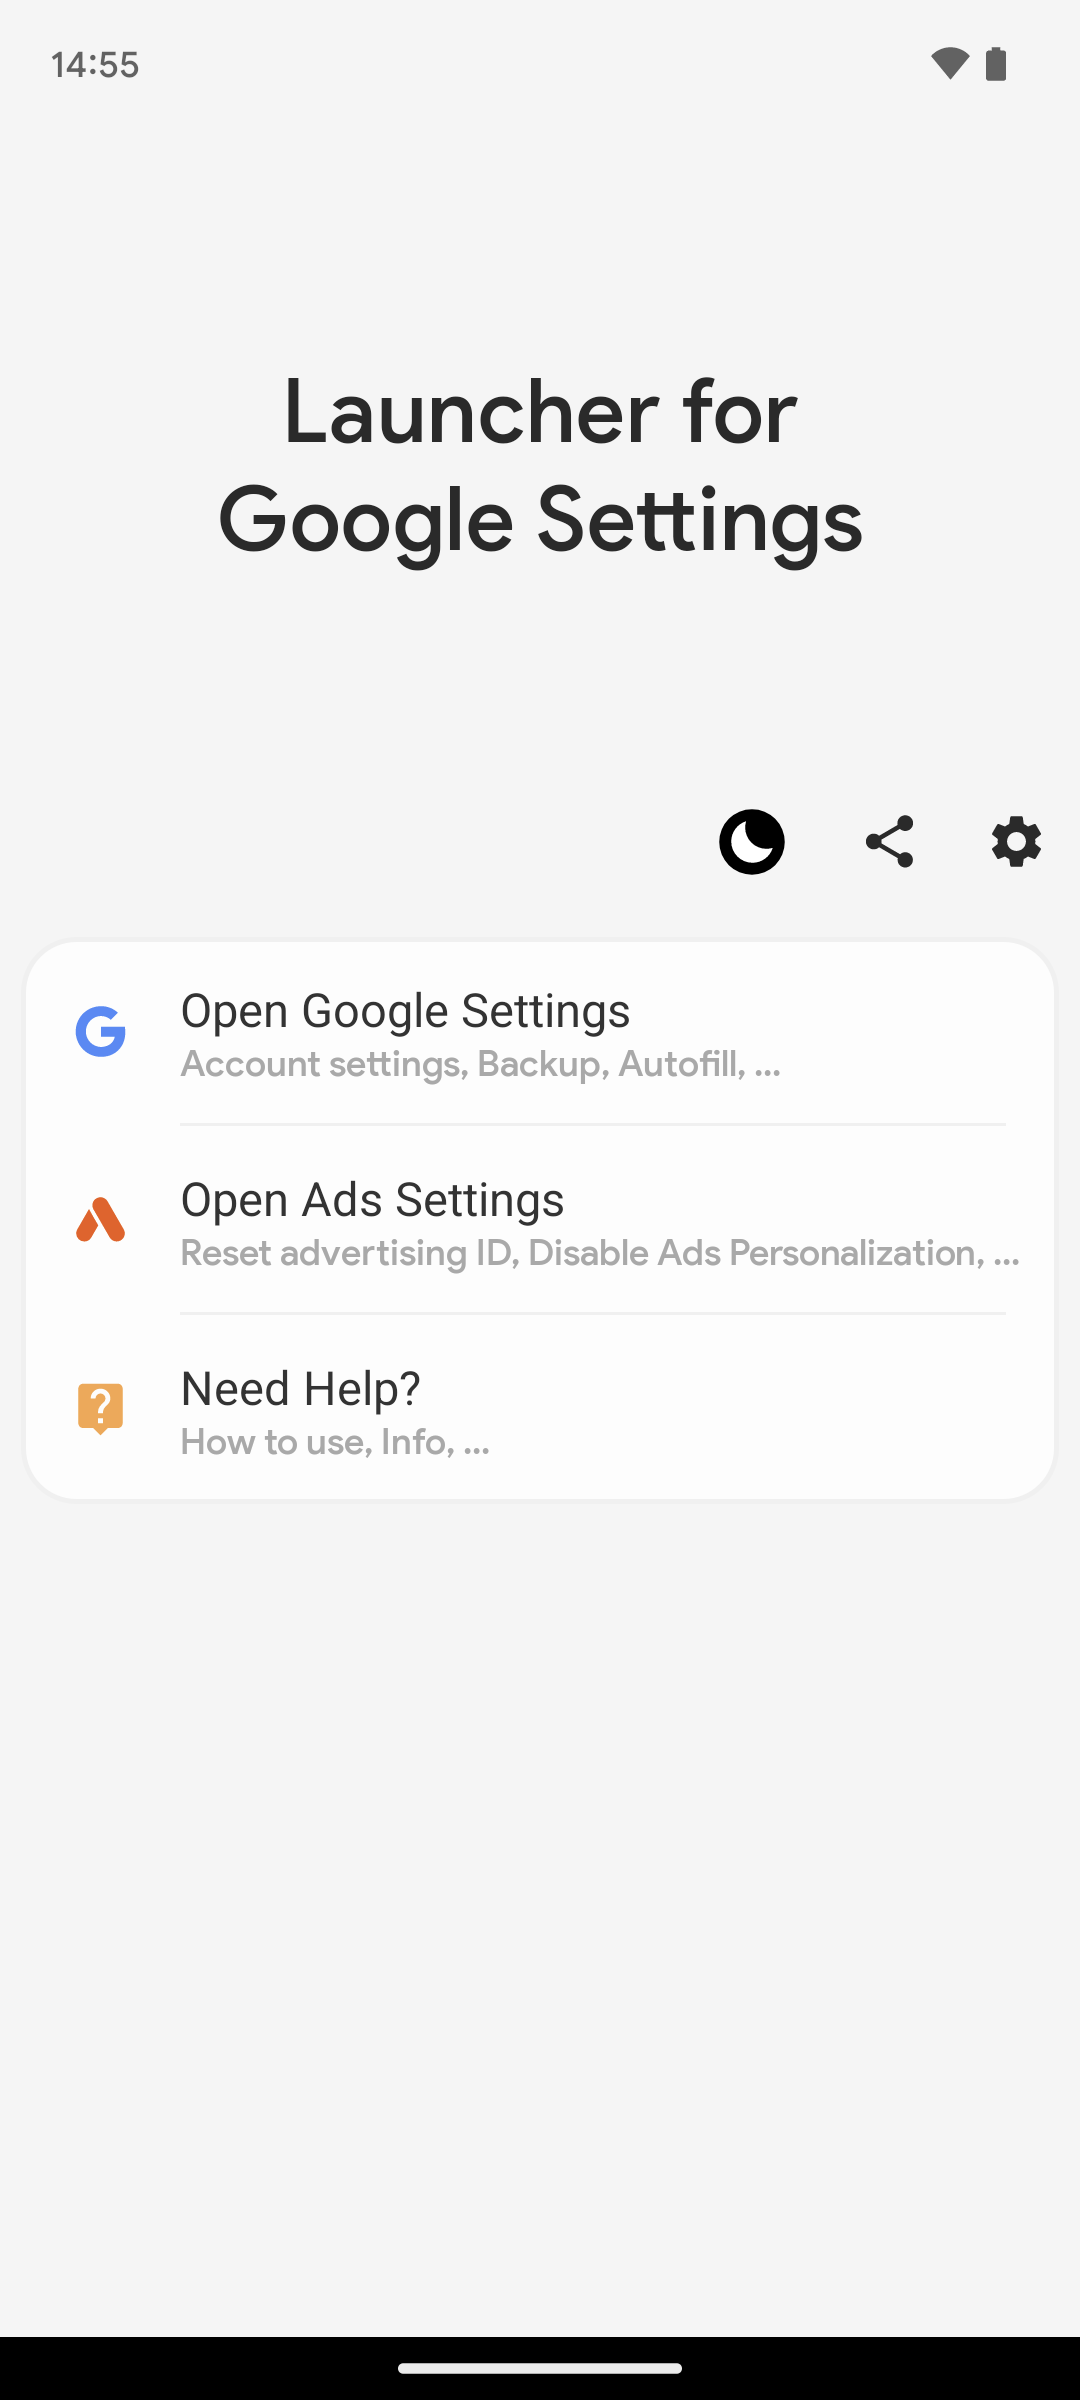 14:55
Launcher for
Google Settings
Open Google Settings
Account settings, Backup, Autofill, ...
Open Ads Settings
Reset advertising ID, Disable Ads Personalization, ...
Need Help?
How to use, Info, ...